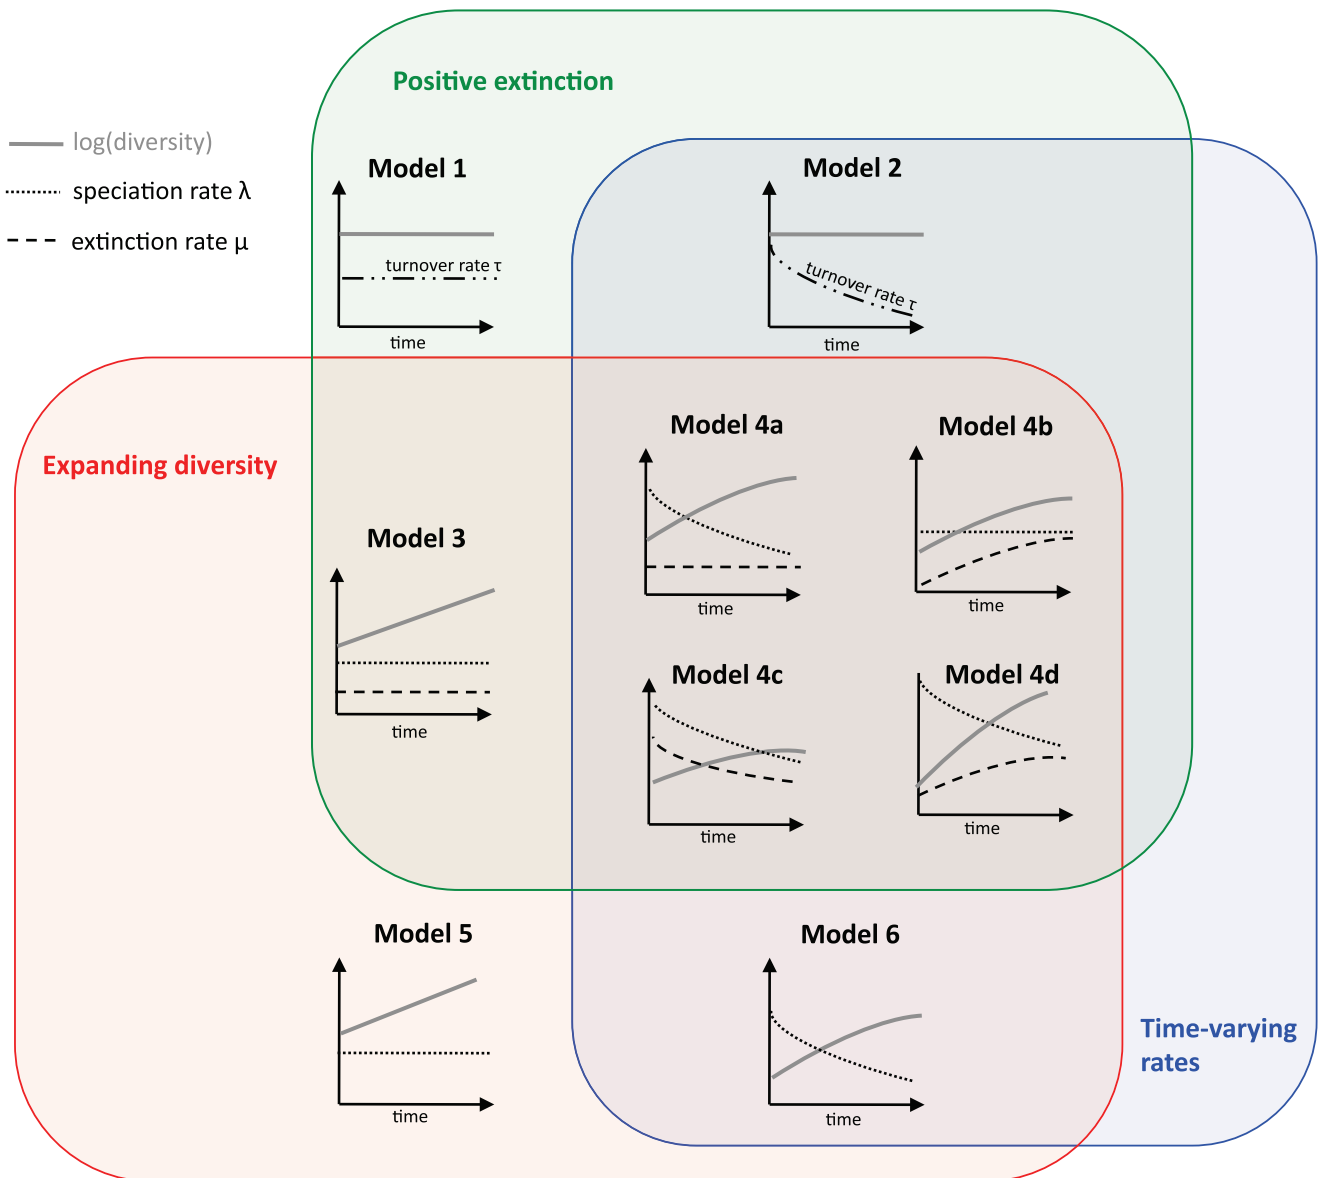 Positive extinction
log(diversity)
speciation rate λ
extinction rate μ
Model 1
turnover rate τ
time
Model 2
turnover rate τ
time
Expanding diversity
Model 3
time
Model 4a
time
Model 4b
time
Model 4c
time
Model 4d
time
Model 5
time
Model 6
time
Time-varying
rates